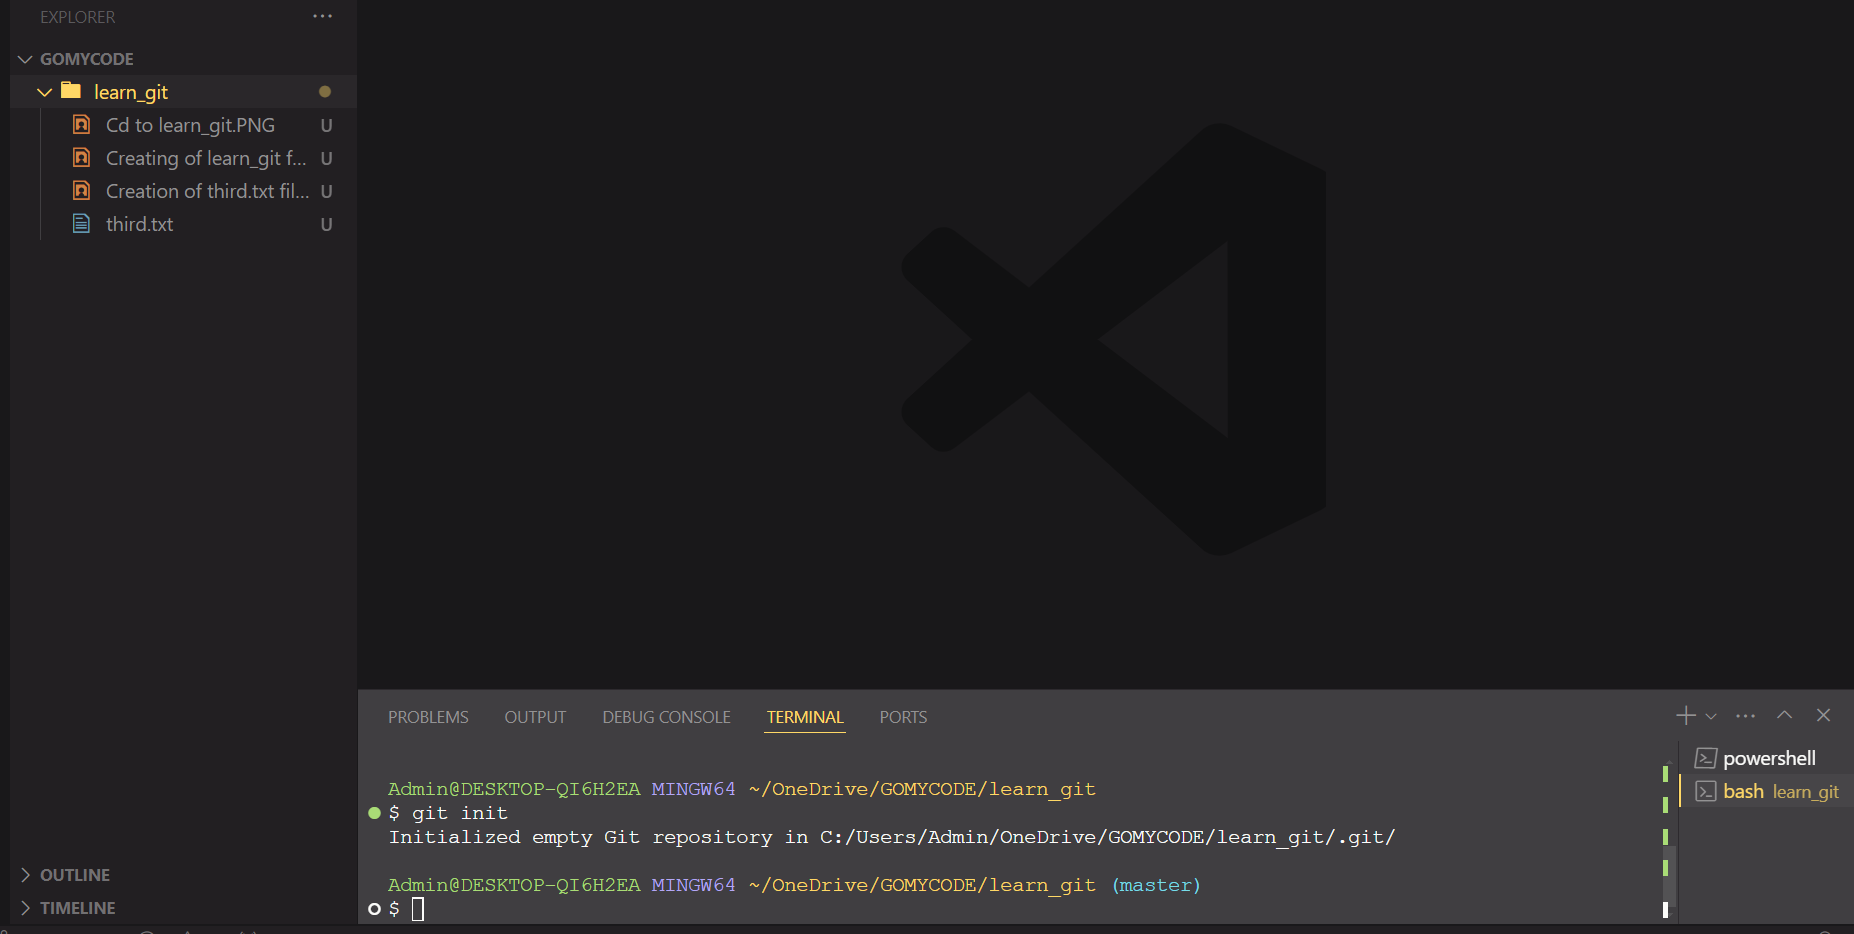 EXPLORER
GOMYCODE
learn_git
Cd to learn_git.PNG U
Creating of learn_git f... U
Creation of third.txt fil... U
third.txt U
OUTLINE
TIMELINE
PROBLEMS OUTPUT DEBUG CONSOLE TERMINAL PORTS
Admin@DESKTOP-QI6H2EA MINGW64 ~/OneDrive/GOMYCODE/learn_git
$ git init
Initialized empty Git repository in C:/Users/Admin/OneDrive/GOMYCODE/learn_git/.git/
Admin@DESKTOP-QI6H2EA MINGW64 ~/OneDrive/GOMYCODE/learn_git (master)
$
powershell
bash learn_git